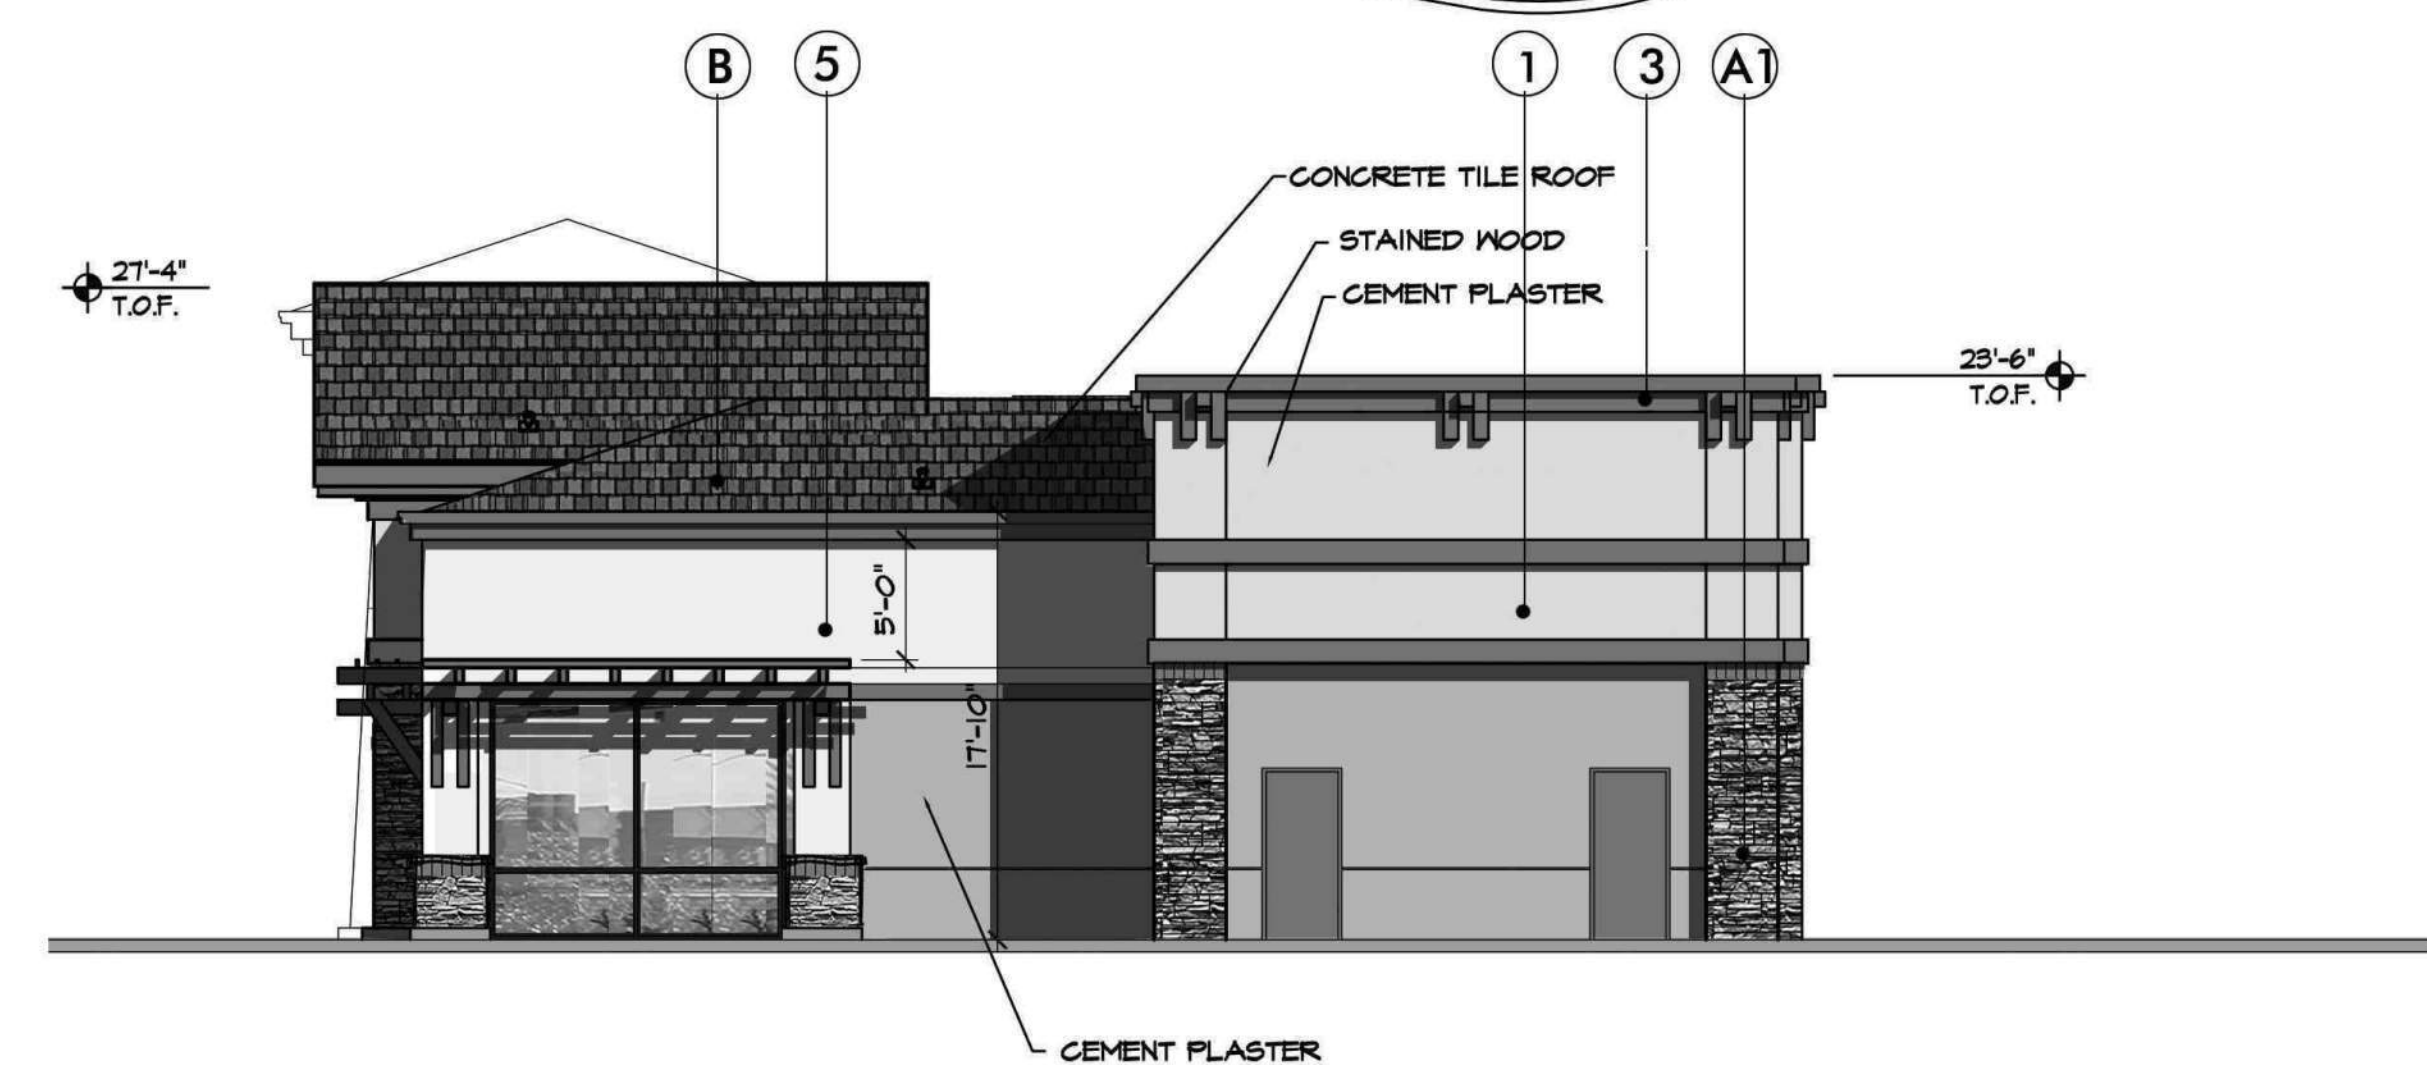 B
5
1
3
A1
CONCRETE TILE ROOF
STAINED WOOD
CEMENT PLASTER
27'-4"
T.O.F.
23'-6"
T.O.F.
5'-0"
17'-10"
CEMENT PLASTER